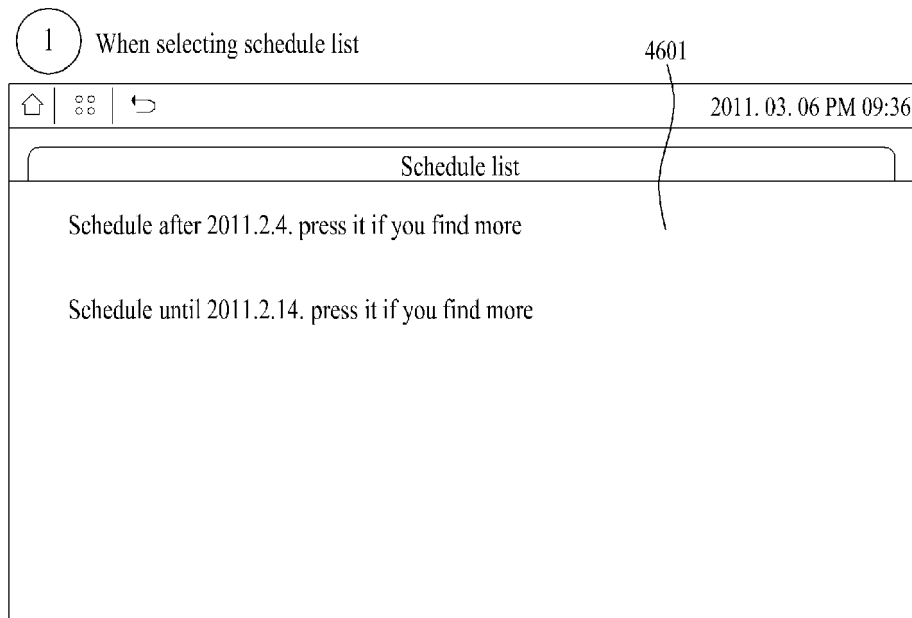 1 When selecting schedule list
4601
2011. 03. 06 PM 09:36
Schedule list
Schedule after 2011.2.4. press it if you find more
Schedule until 2011.2.14. press it if you find more